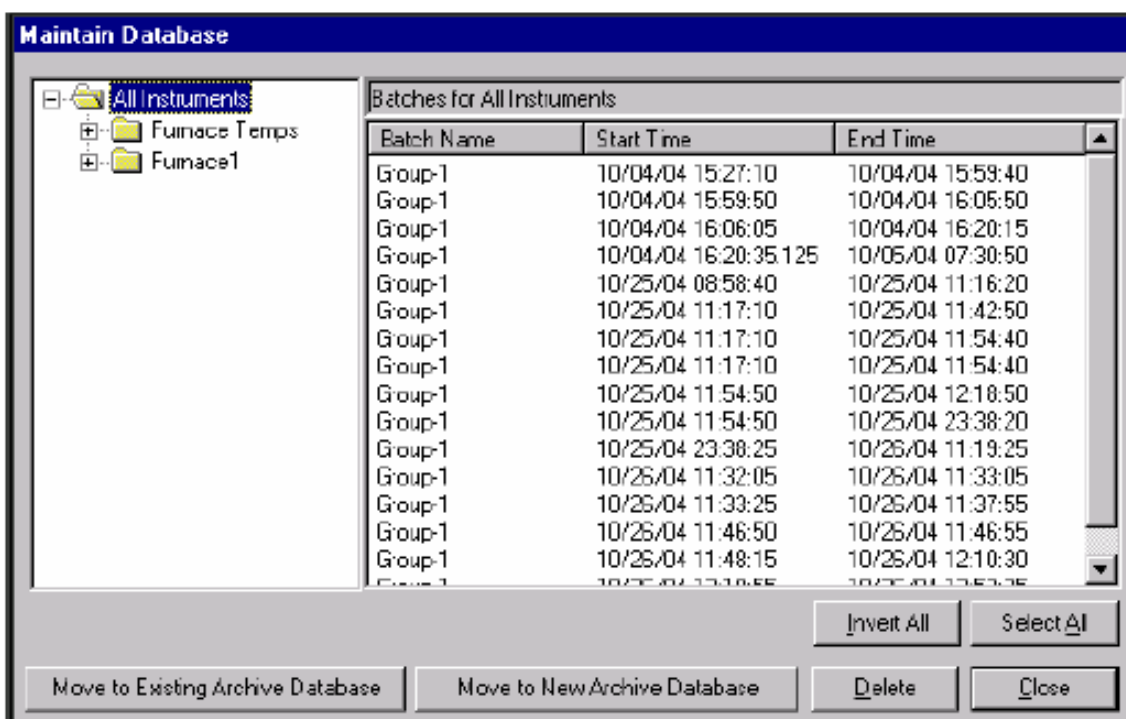 Maintain Database
All Instruments
Furnace Temps
Furnace1
Batches for All Instruments
Batch Name Start Time End Time
Group-1 10/04/04 15:27:10 10/04/04 15:59:40
Group-1 10/04/04 15:59:50 10/04/04 16:05:50
Group-1 10/04/04 16:06:05 10/04/04 16:20:15
Group-1 10/04/04 16:20:35.125 10/05/04 07:30:50
Group-1 10/25/04 08:58:40 10/25/04 11:16:20
Group-1 10/25/04 11:17:10 10/25/04 11:42:50
Group-1 10/25/04 11:17:10 10/25/04 11:54:40
Group-1 10/25/04 11:17:10 10/25/04 11:54:40
Group-1 10/25/04 11:54:50 10/25/04 12:18:50
Group-1 10/25/04 11:54:50 10/25/04 23:38:20
Group-1 10/25/04 23:38:25 10/26/04 11:19:25
Group-1 10/26/04 11:32:05 10/26/04 11:33:05
Group-1 10/26/04 11:33:25 10/26/04 11:37:55
Group-1 10/26/04 11:46:50 10/26/04 11:46:55
Group-1 10/26/04 11:48:15 10/26/04 12:10:30
Invert All Select All
Move to Existing Archive Database Move to New Archive Database Delete Close